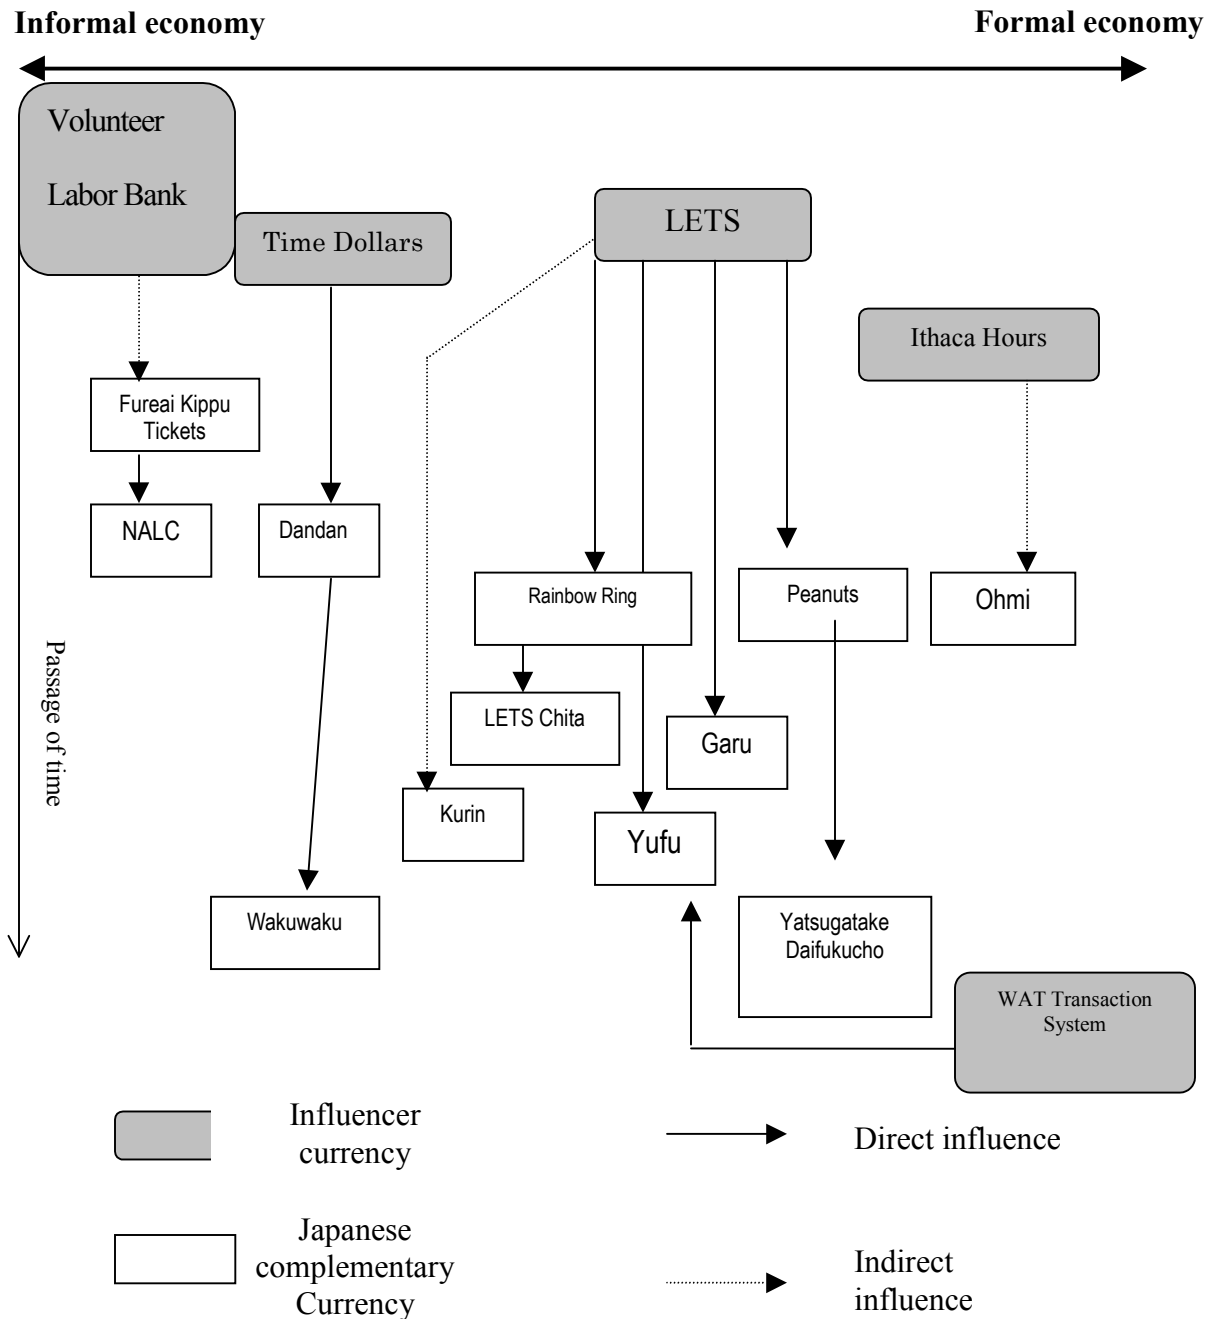 Informal economy
Formal economy
Volunteer
Labor Bank
Time Dollars
LETS
Ithaca Hours
Fureai Kippu
Tickets
NALC
Dandan
Rainbow Ring
Peanuts
Ohmi
Passage of time
LETS Chita
Garu
Kurin
Yufu
Wakuwaku
Yatsugatake
Daifukucho
WAT Transaction
System
Influencer
currency
Direct influence
Japanese
complementary
Currency
Indirect
influence